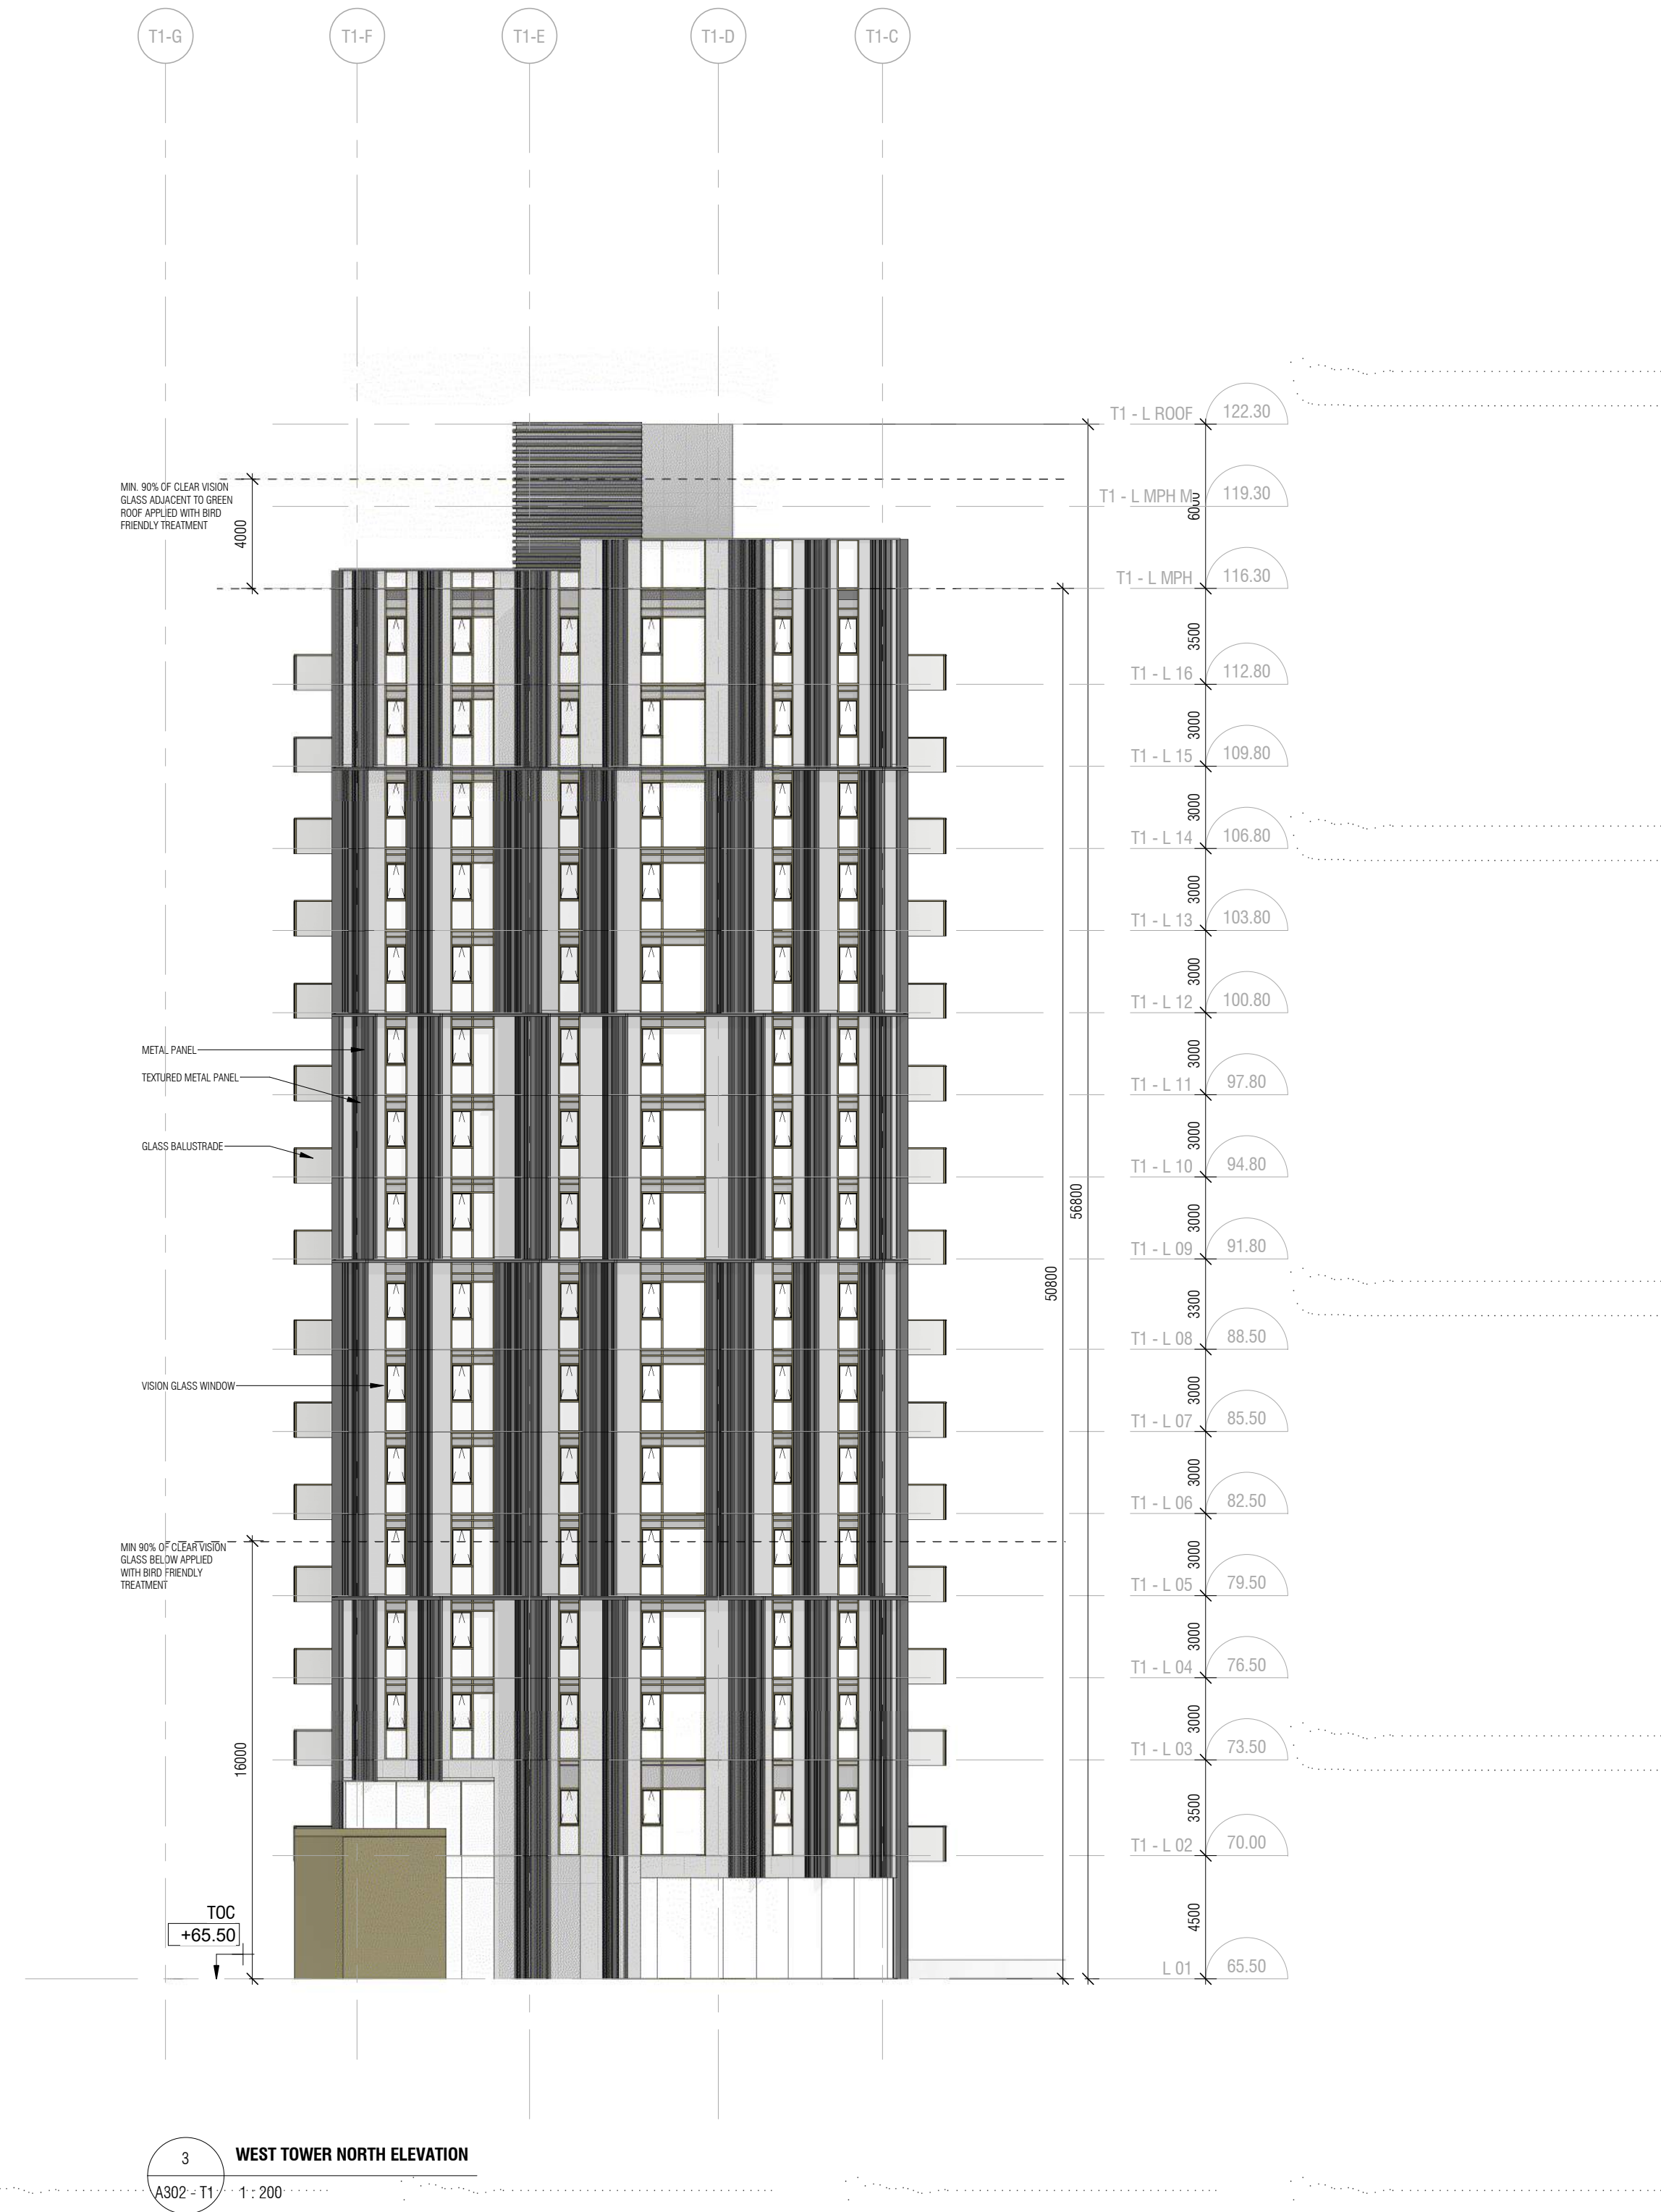 T1-G
T1-F
T1-E
T1-D
T1-C
T1 - L ROOF
122.30
MIN. 90% OF CLEAR VISION
GLASS ADJACENT TO GREEN
ROOF APPLIED WITH BIRD
FRIENDLY TREATMENT
4000
T1 - L MPH M
119.30
6000
T1 - L MPH
116.30
3500
T1 - L 16
112.80
3000
T1 - L 15
109.80
3000
T1 - L 14
106.80
3000
T1 - L 13
103.80
3000
T1 - L 12
100.80
METAL PANEL
3000
TEXTURED METAL PANEL
T1 - L 11
97.80
GLASS BALUSTRADE
3000
T1 - L 10
94.80
56800
3000
T1 - L 09
91.80
50800
3300
T1 - L 08
88.50
VISION GLASS WINDOW
3000
T1 - L 07
85.50
3000
T1 - L 06
82.50
MIN 90% OF CLEAR VISION
GLASS BELOW APPLIED
WITH BIRD FRIENDLY
TREATMENT
3000
T1 - L 05
79.50
3000
T1 - L 04
76.50
3000
T1 - L 03
73.50
16000
3500
T1 - L 02
70.00
TOC
+65.50
4500
L 01
65.50
3
WEST TOWER NORTH ELEVATION
A302 - T1
1 : 200